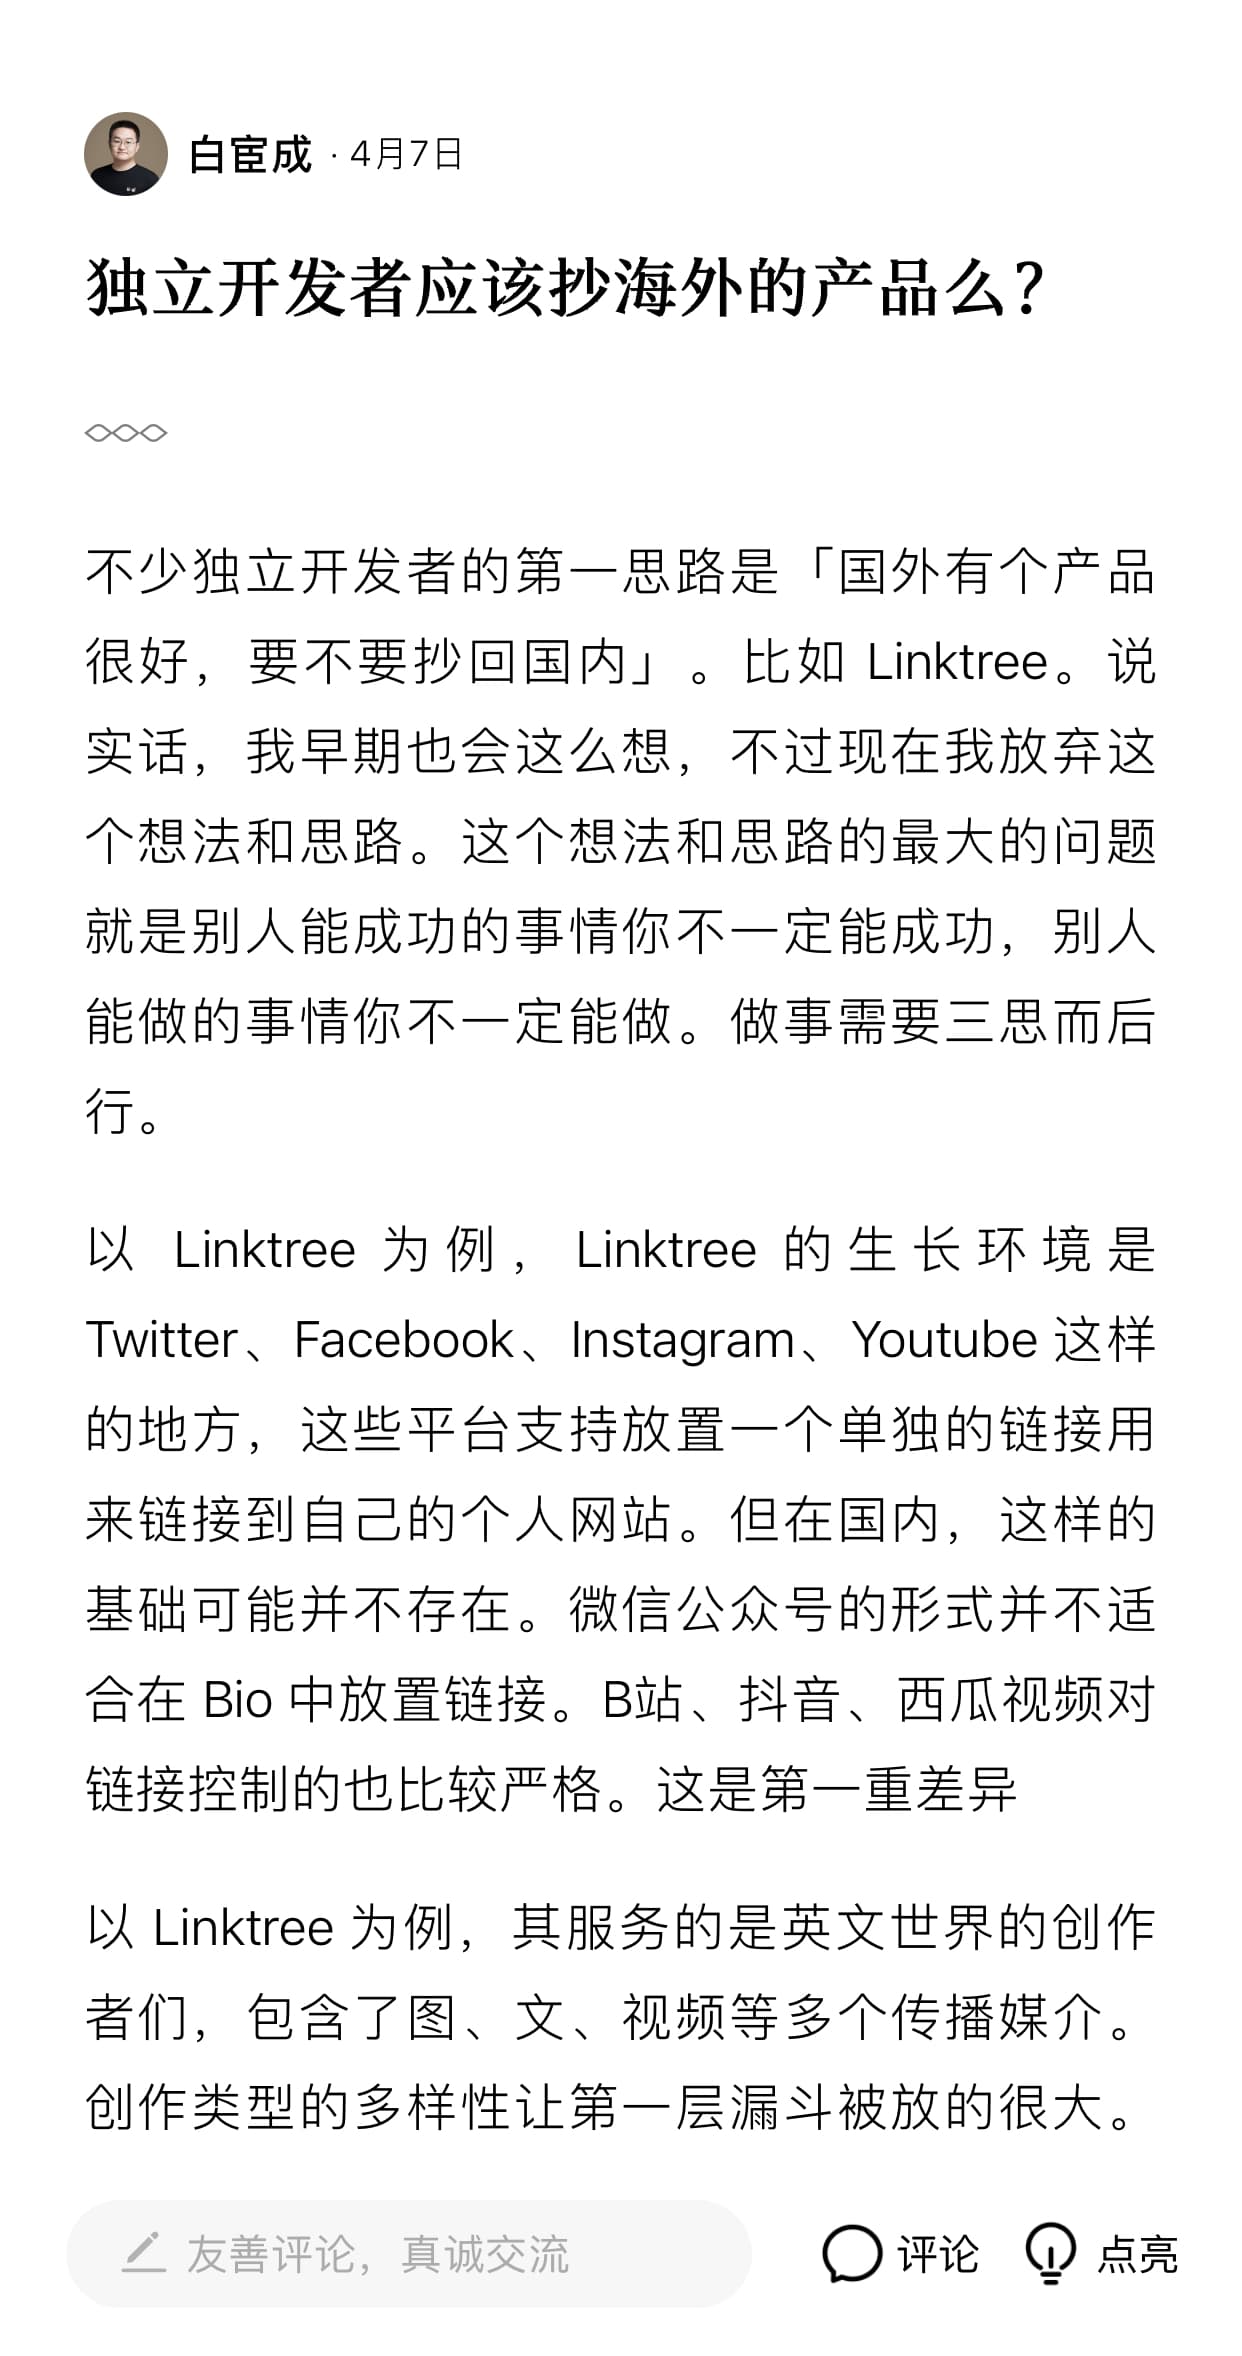 白宦成 · 4月7日
独立开发者应该抄海外的产品么？
不少独立开发者的第一思路是「国外有个产品
很好，要不要抄回国内」。比如 Linktree。说
实话，我早期也会这么想，不过现在我放弃这
个想法和思路。这个想法和思路的最大的问题
就是别人能成功的事情你不一定能成功，别人
能做的事情你不一定能做。做事需要三思而后
行。
以 Linktree 为例，Linktree 的生长环境是
Twitter、Facebook、Instagram、Youtube 这样
的地方，这些平台支持放置一个单独的链接用
来链接到自己的个人网站。但在国内，这样的
基础可能并不存在。微信公众号的形式并不适
合在 Bio 中放置链接。B站、抖音、西瓜视频对
链接控制的也比较严格。这是第一重差异
以 Linktree 为例，其服务的是英文世界的创作
者们，包含了图、文、视频等多个传播媒介。
创作类型的多样性让第一层漏斗被放的很大。
友善评论，真诚交流 评论 点亮